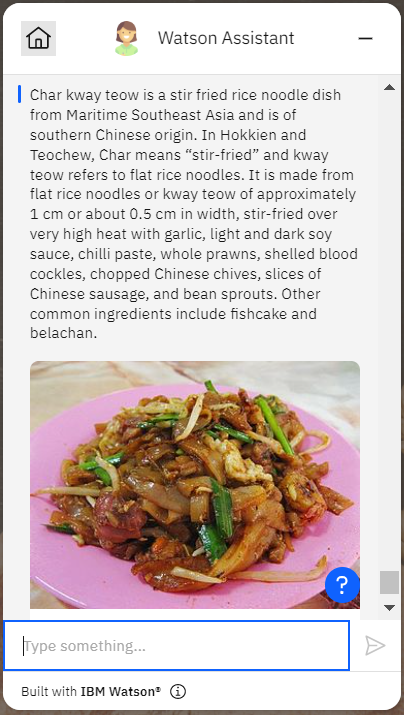 Watson Assistant
Char kway teow is a stir fried rice noodle dish
from Maritime Southeast Asia and is of
southern Chinese origin. In Hokkien and
Teochew, Char means “stir-fried” and kway
teow refers to flat rice noodles. It is made from
flat rice noodles or kway teow of approximately
1 cm or about 0.5 cm in width, stir-fried over
very high heat with garlic, light and dark soy
sauce, chilli paste, whole prawns, shelled blood
cockles, chopped Chinese chives, slices of
Chinese sausage, and bean sprouts. Other
common ingredients include fishcake and
belachan.
?
Type something...
Built with IBM Watson®